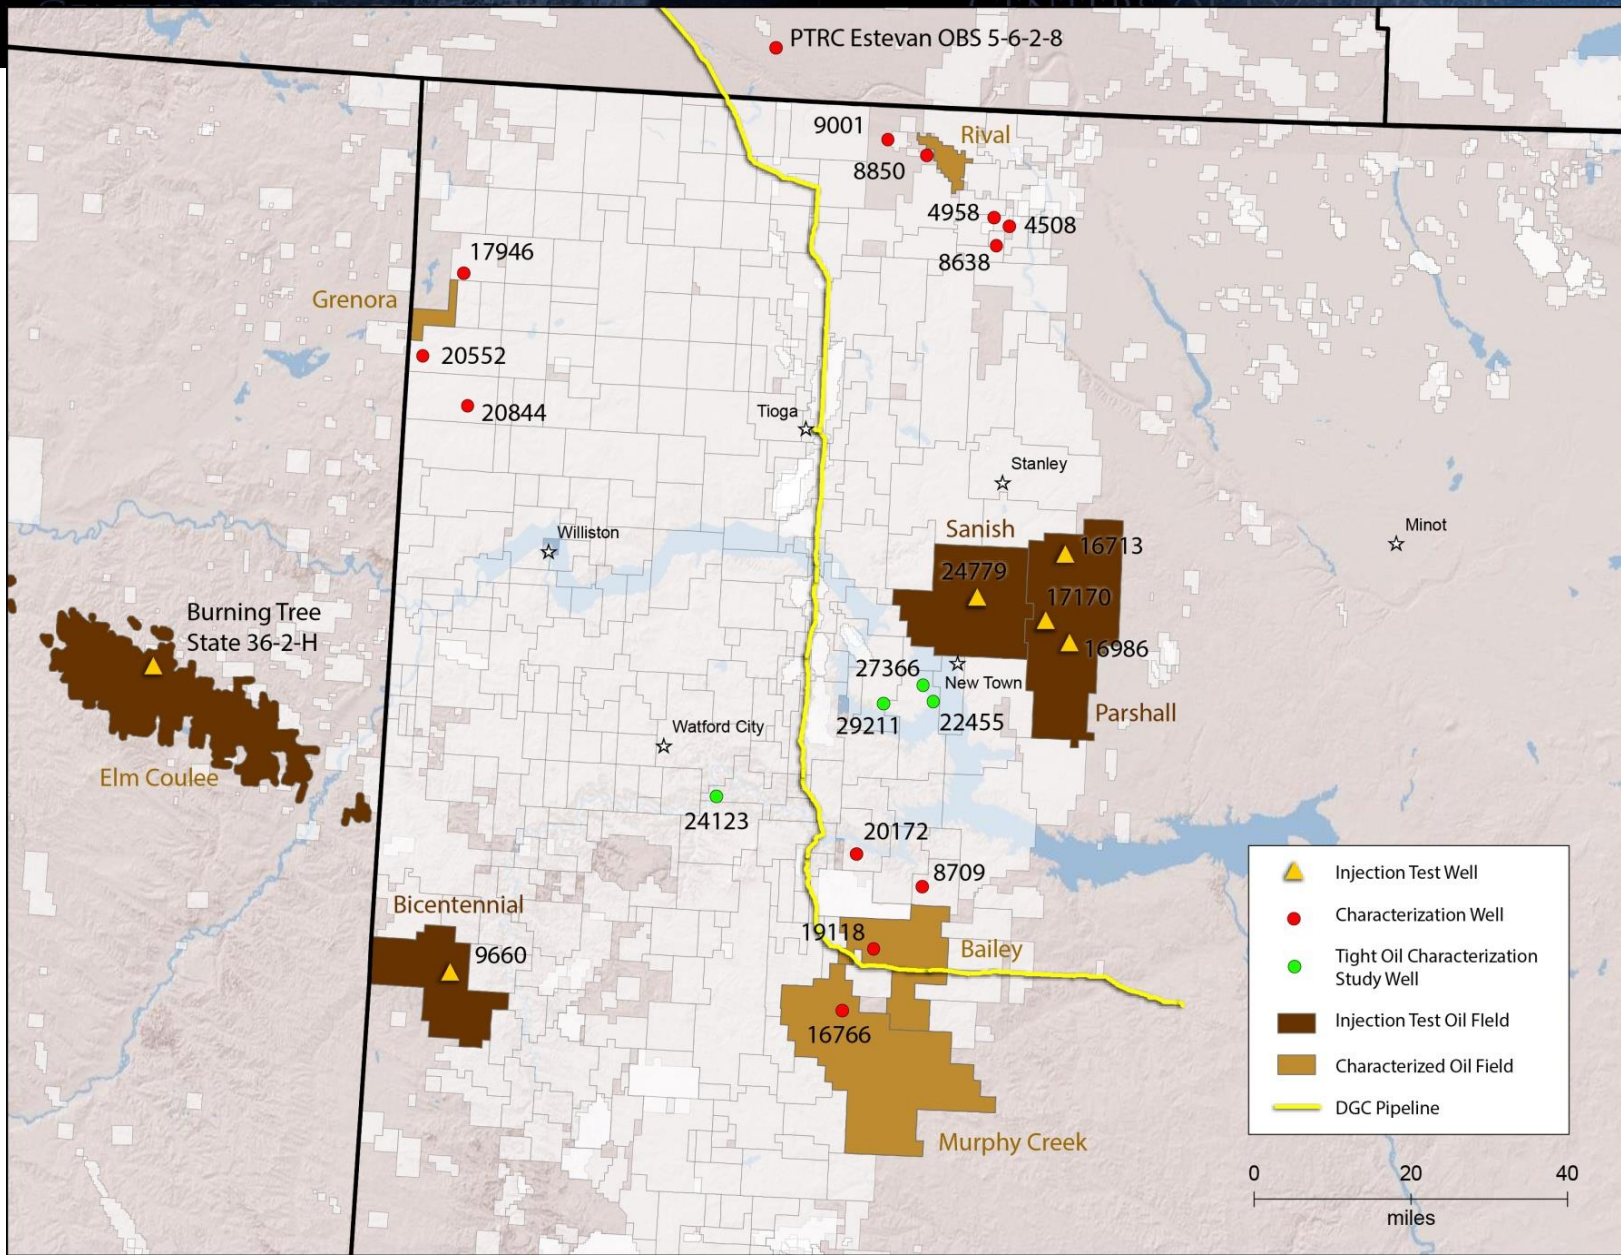 PTRC Estevan OBS 5-6-2-8
9001
Rival
8850
4958
4508
8638
17946
Grenora
20552
20844
Tioga
Stanley
Minot
Williston
Sanish
16713
24779
17170
16986
Burning Tree
State 36-2-H
27366
New Town
29211
22455
Parshall
Watford City
Elm Coulee
24123
20172
8709
Bicentennial
19118
Bailey
9660
16766
Murphy Creek
Injection Test Well
Characterization Well
Tight Oil Characterization
Study Well
Injection Test Oil FIeld
Characterized Oil Field
DGC Pipeline
0 20 40
miles